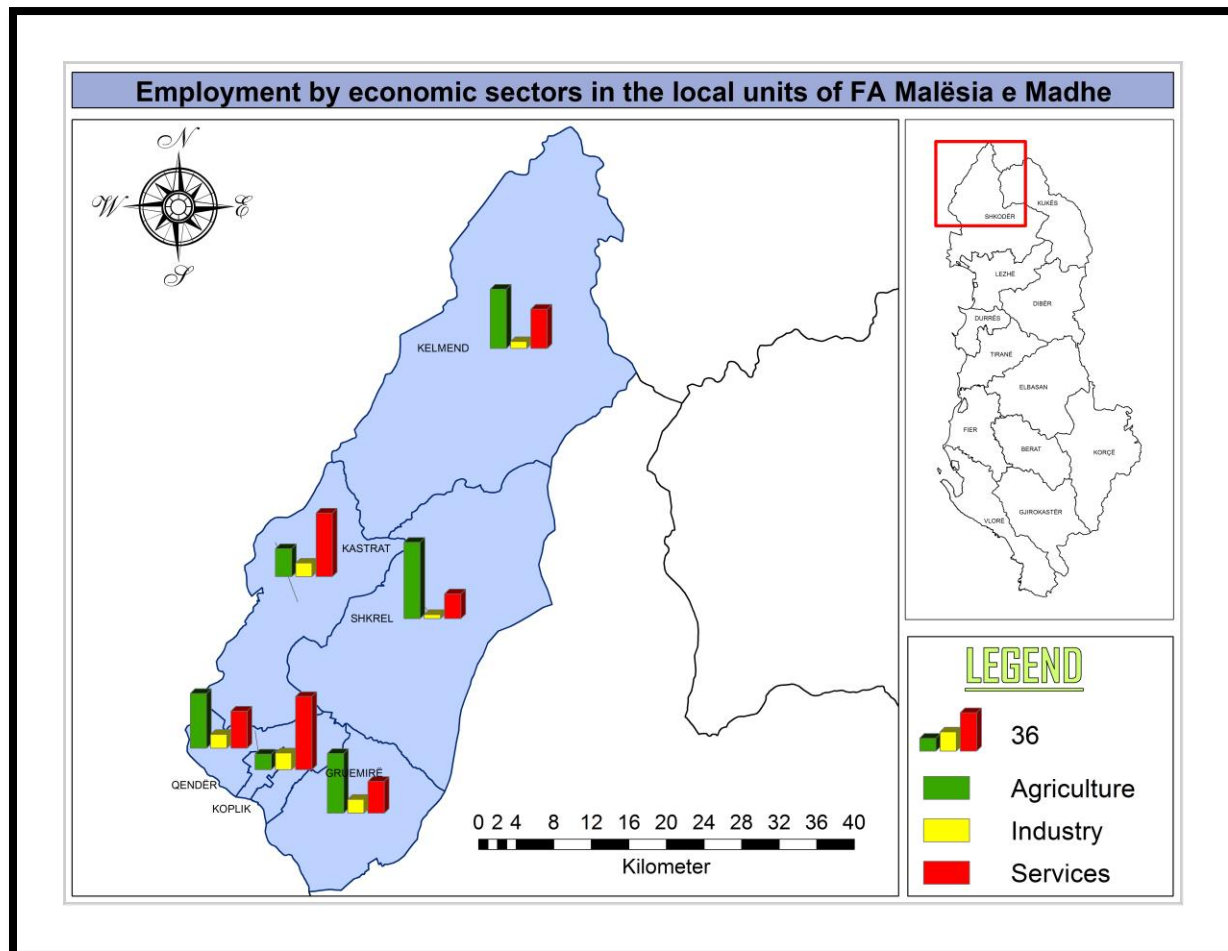 Employment by economic sectors in the local units of FA Malësia e Madhe
N
W
E
S
KELMEND
KASTRAT
SHKREL
QENDËR
GRUEMIRË
KOPLIK
0 2 4 8 12 16 20 24 28 32 36 40
Kilometer
KUKËS
SHKODËR
LEZHË
DIBËR
DURRËS
TIRANË
ELBASAN
FIER
BERAT
KORÇË
GJIROKASTËR
VLORË
LEGEND
36
Agriculture
Industry
Services